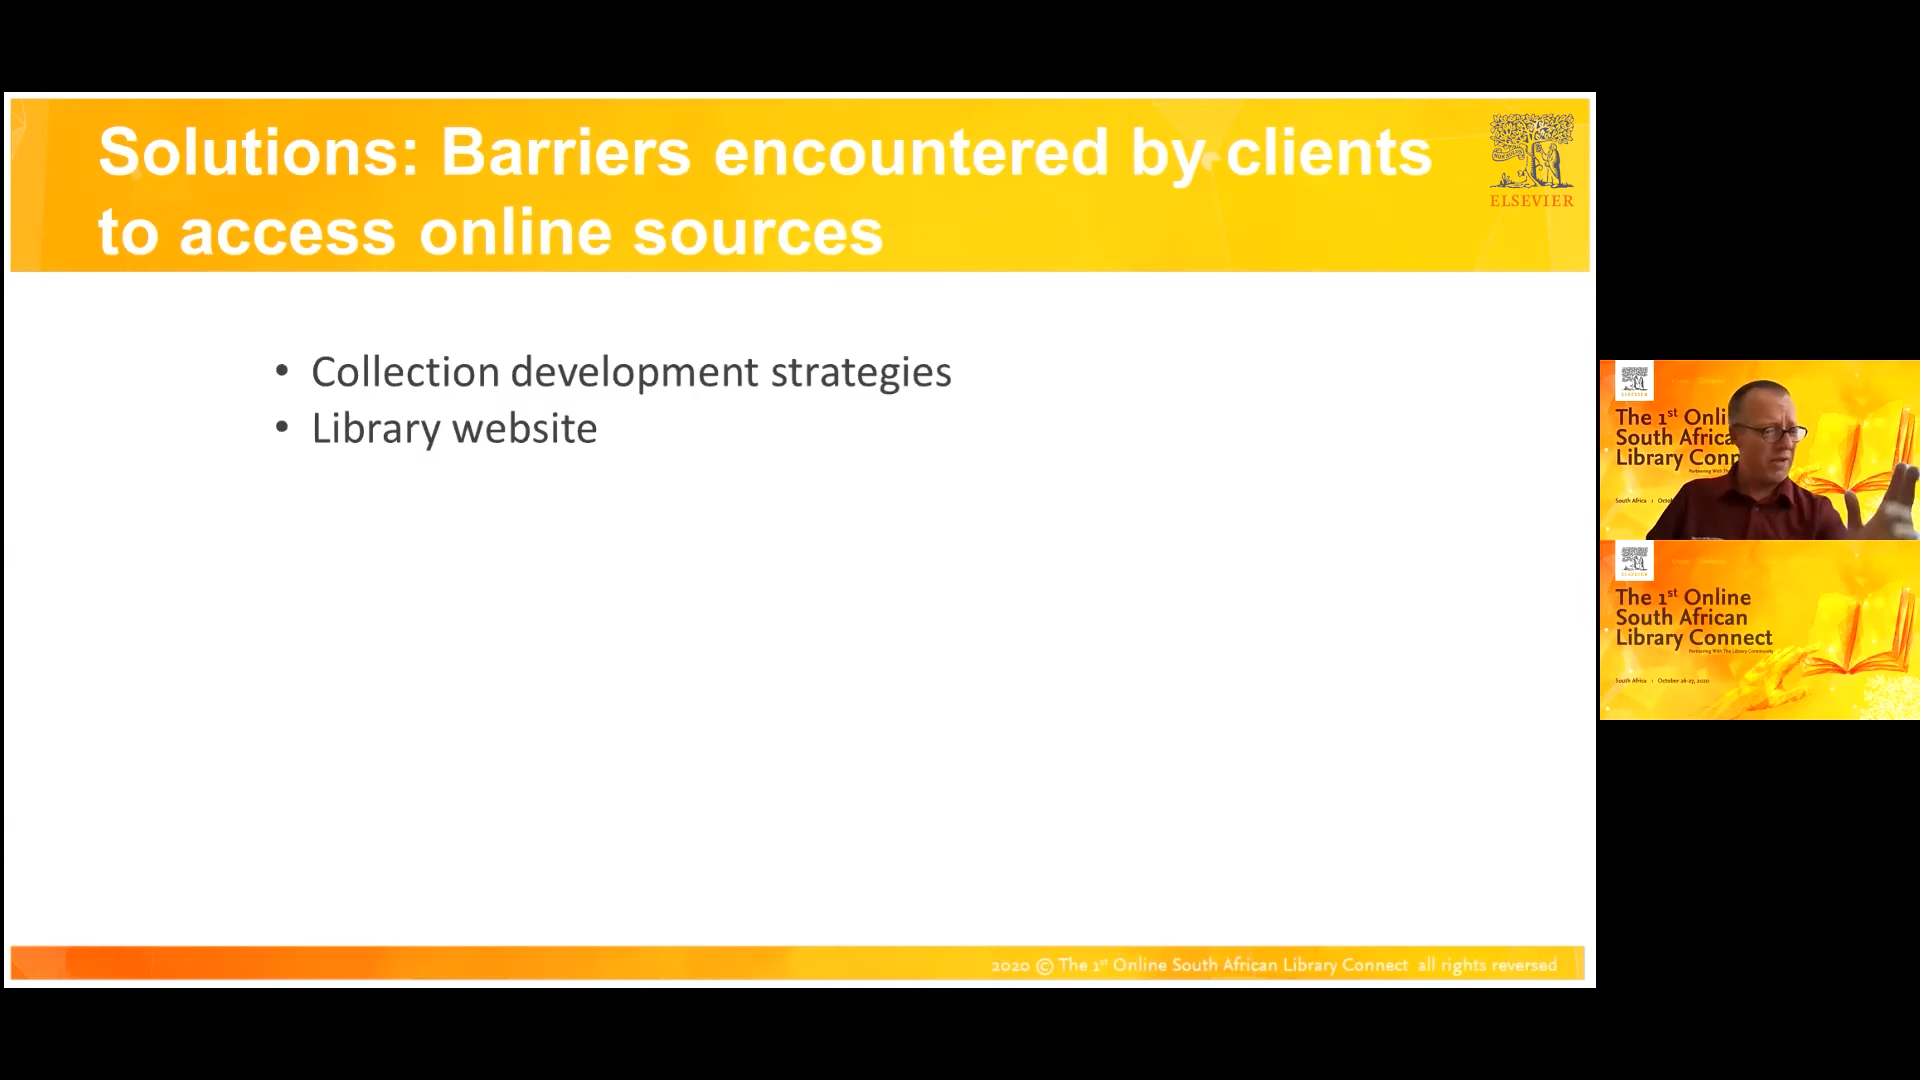 Solutions: Barriers encountered by clients
to access online sources
ELSEVIER
• Collection development strategies
• Library website
2020 © The 1st Online South African Library Connect all rights reversed
The 1st Onli
South Africa
Library Conn
South Africa
The 1st Online
South African
Library Connect
Partnering With The Library Community
South Africa | October 26-27, 2020